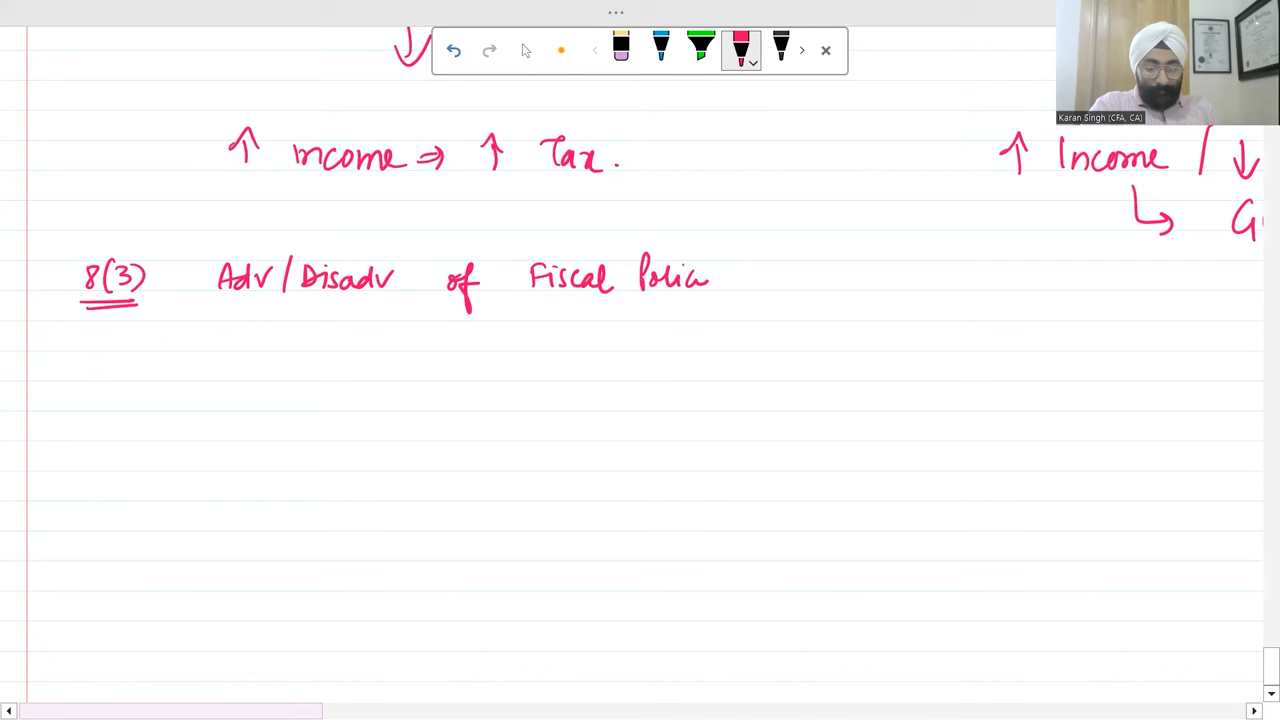 Karan Singh (CFA, CA)
↑ income ⇒ ↑ Tax.
↑ Income / ↓
↳ G
8(3) Adv/Disadv of Fiscal Polic